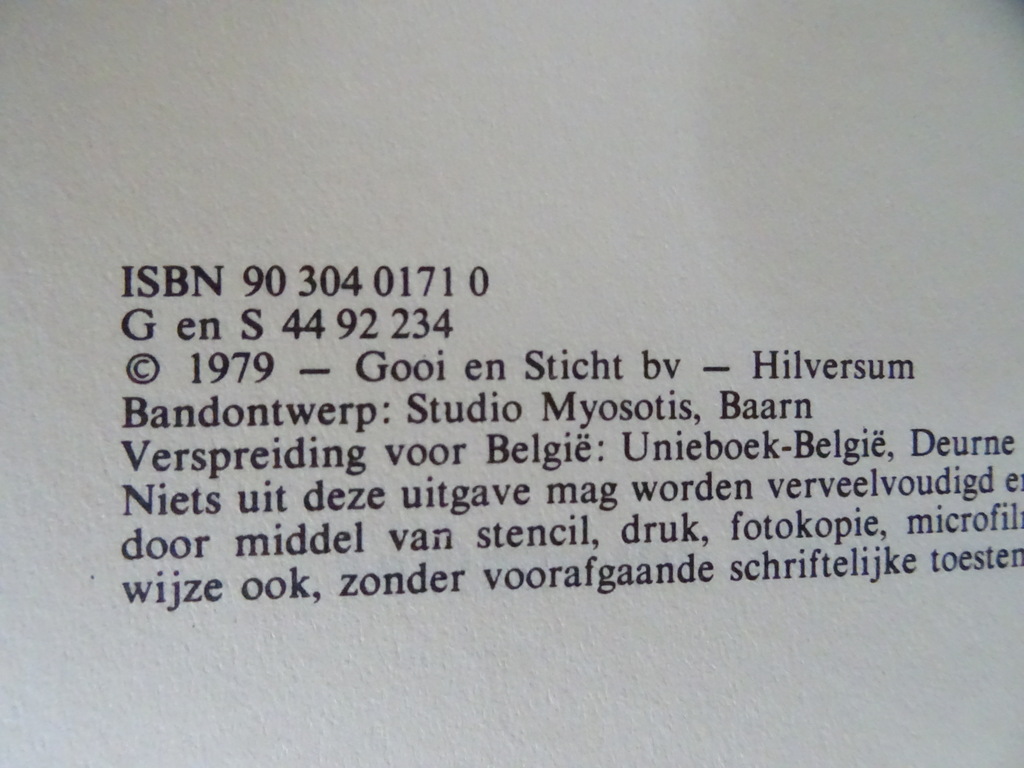 ISBN 90 304 0171 0
G en S 44 92 234
© 1979 — Gooi en Sticht bv — Hilversum
Bandontwerp: Studio Myosotis, Baarn
Verspreiding voor België: Unieboek-België, Deurne
Niets uit deze uitgave mag worden verveelvoudigd
door middel van stencil, druk, fotokopie,
wijze ook, zonder voorafgaande schriftelijke